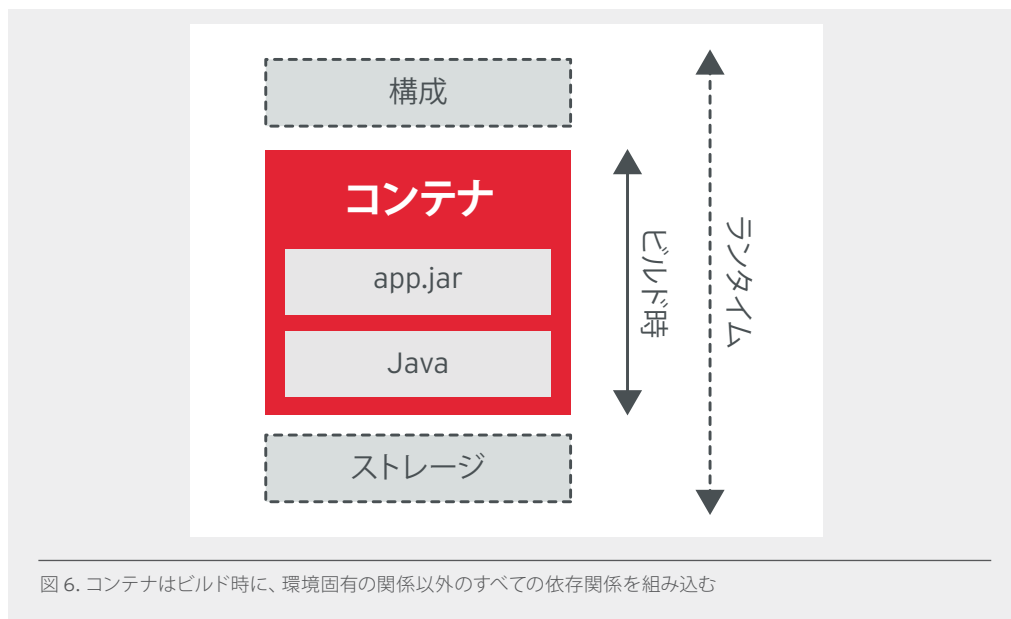 構成
コンテナ
app.jar
Java
ストレージ
ビルド時
ランタイム
図 6. コンテナはビルド時に、環境固有の関係以外のすべての依存関係を組み込む